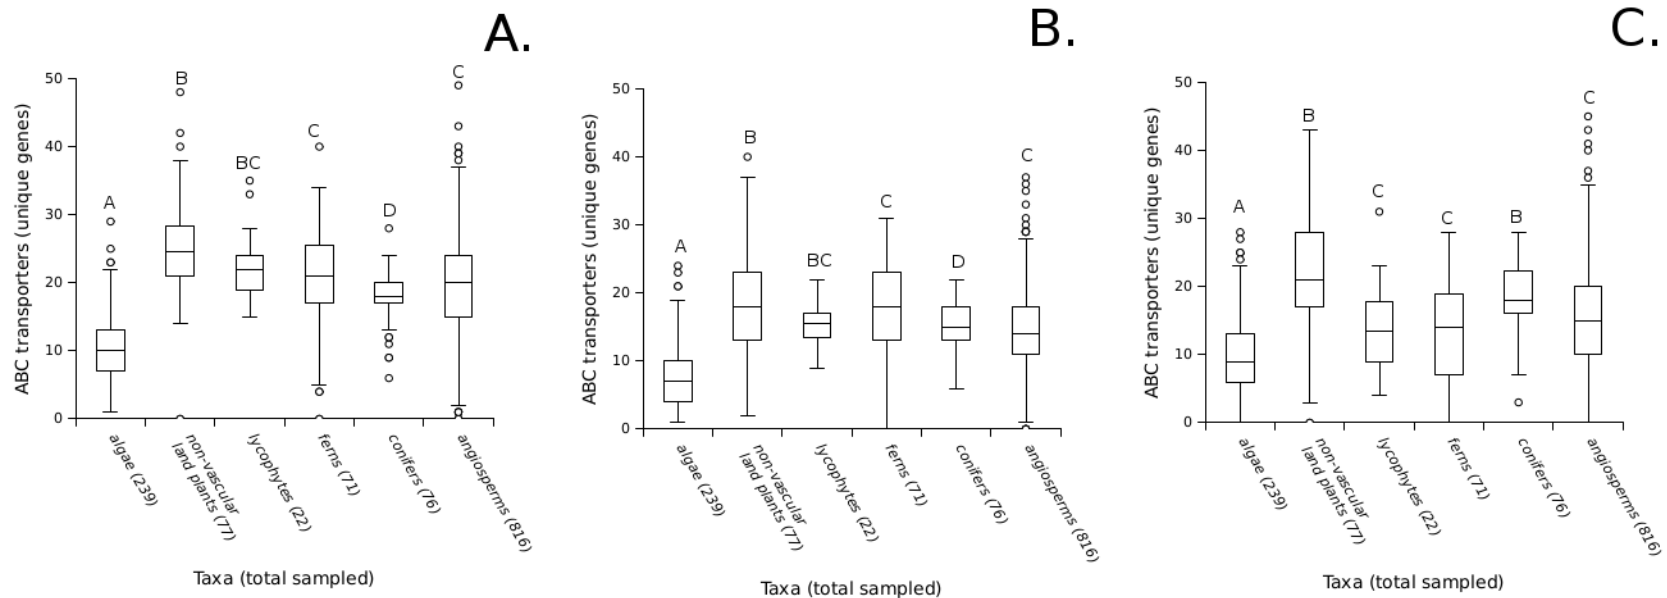 A.
50
40
30
20
10
0
ABC transporters (unique genes)
A
B
BC
C
D
C
algae (239)
non-vascular
land plants (77)
lycophytes (22)
ferns (71)
conifers (76)
angiosperms (816)
Taxa (total sampled)
B.
50
40
30
20
10
0
ABC transporters (unique genes)
A
B
BC
C
D
C
algae (239)
non-vascular
land plants (77)
lycophytes (22)
ferns (71)
conifers (76)
angiosperms (816)
Taxa (total sampled)
C.
50
40
30
20
10
0
ABC transporters (unique genes)
A
B
C
C
B
C
algae (239)
non-vascular
land plants (77)
lycophytes (22)
ferns (71)
conifers (76)
angiosperms (816)
Taxa (total sampled)